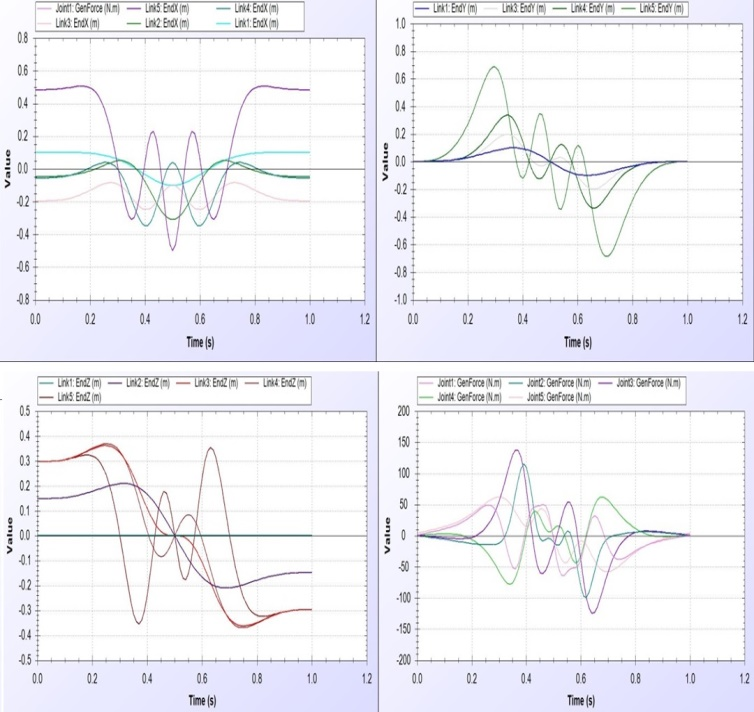 Joint1: GenForce (N.m) Link5: EndX (m) Link4: EndX (m)
Link3: EndX (m) Link2: EndX (m) Link1: EndX (m)
0.8
0.6
0.4
0.2
0.0
-0.2
-0.4
-0.6
-0.8
Value
0.0 0.2 0.4 0.6 0.8 1.0 1.2
Time (s)
Link1: EndY (m) Link3: EndY (m) Link4: EndY (m) Link5: EndY (m)
1.0
0.8
0.6
0.4
0.2
0.0
-0.2
-0.4
-0.6
-0.8
-1.0
Value
0.0 0.2 0.4 0.6 0.8 1.0 1.2
Time (s)
Link1: EndZ (m) Link2: EndZ (m) Link3: EndZ (m) Link4: EndZ (m)
Link5: EndZ (m)
0.5
0.4
0.3
0.2
0.1
0.0
-0.1
-0.2
-0.3
-0.4
-0.5
Value
0.0 0.2 0.4 0.6 0.8 1.0 1.2
Time (s)
Joint1: GenForce (N.m) Joint2: GenForce (N.m) Joint3: GenForce (N.m)
Joint4: GenForce (N.m) Joint5: GenForce (N.m)
200
150
100
50
0
-50
-100
-150
-200
Value
0.0 0.2 0.4 0.6 0.8 1.0 1.2
Time (s)